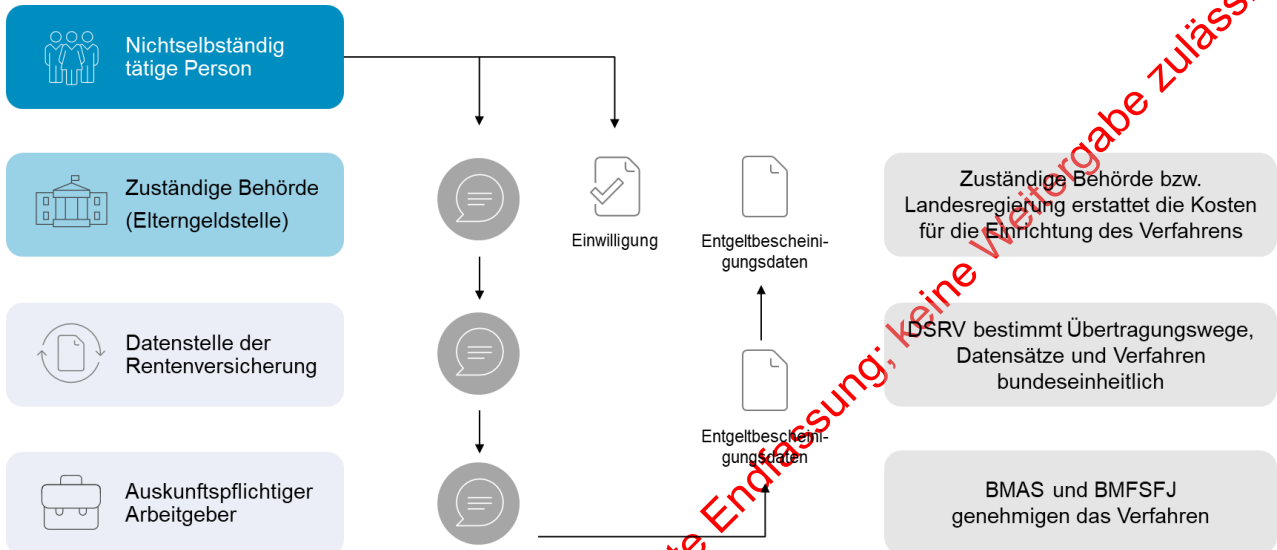 Nichtselbständig
tätige Person
Zuständige Behörde
(Elterngeldstelle)
Einwilligung
Entgeltbescheini-
gungsdaten
Zuständige Behörde bzw.
Landesregierung erstattet die Kosten
für die Einrichtung des Verfahrens
Datenstelle der
Rentenversicherung
Entgeltbescheini-
gungsdaten
DSRV bestimmt Übertragungswege,
Datensätze und Verfahren
bundeseinheitlich
Auskunftspflichtiger
Arbeitgeber
BMAS und BMFSFJ
genehmigen das Verfahren
Endfassung; keine Weitergabe